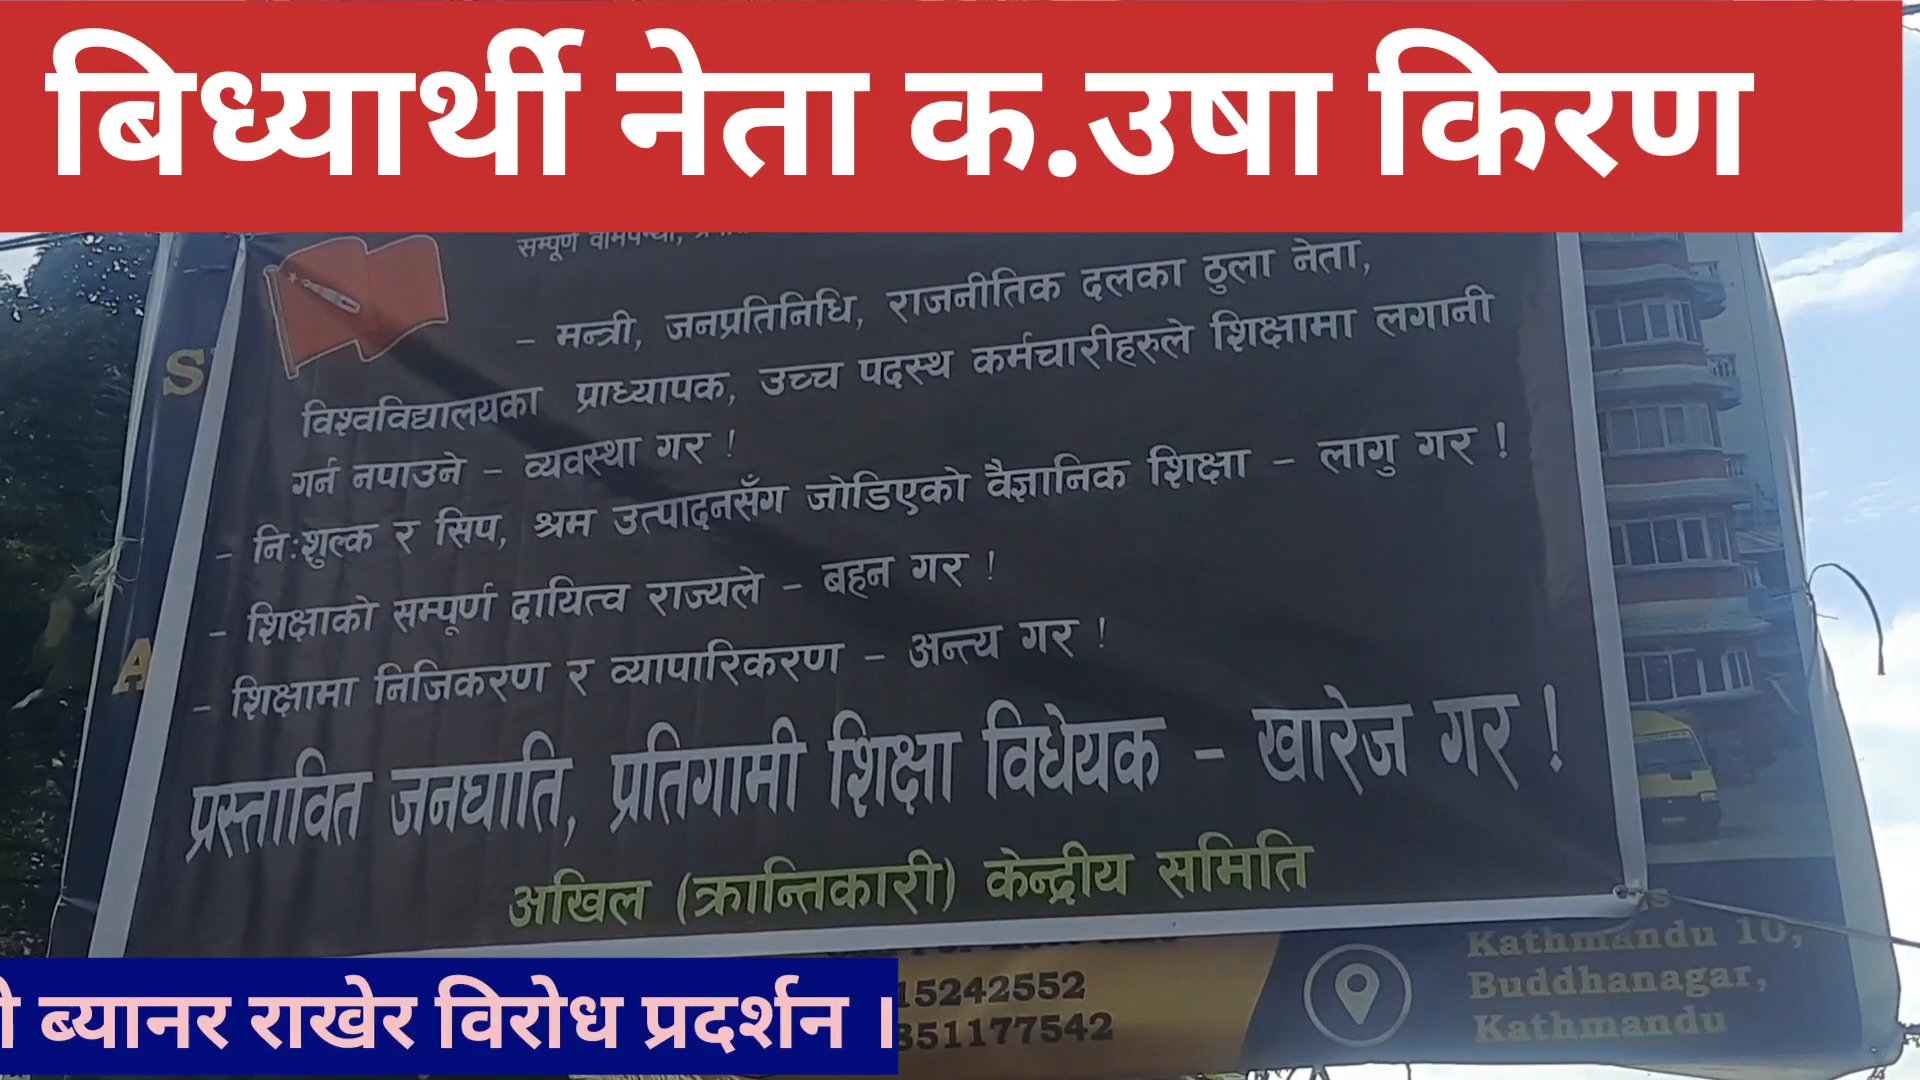 बिध्यार्थी नेता क.उषा किरण
सम्पूर्ण
- मन्त्री, जनप्रतिनिधि, राजनीतिक दलका ठुला नेता,
विश्वविद्यालयका प्राध्यापक, उच्च पदस्थ कर्मचारीहरुले शिक्षामा लगानी
गर्न नपाउने - व्यवस्था गर !
- नि:शुल्क र सिप, श्रम उत्पादनसँग जोडिएको वैज्ञानिक शिक्षा - लागु गर !
- शिक्षाको सम्पूर्ण दायित्व राज्यले - बहन गर !
- शिक्षामा निजिकरण र व्यापारिकरण - अन्त्य गर !
प्रस्तावित जनघाति, प्रतिगामी शिक्षा विधेयक - खारेज गर !
अखिल (क्रान्तिकारी) केन्द्रीय समिति
S
A
15242552
851177542
Kathmandu 10,
Buddhanagar,
Kathmandu
ब्यानर राखेर विरोध प्रदर्शन ।